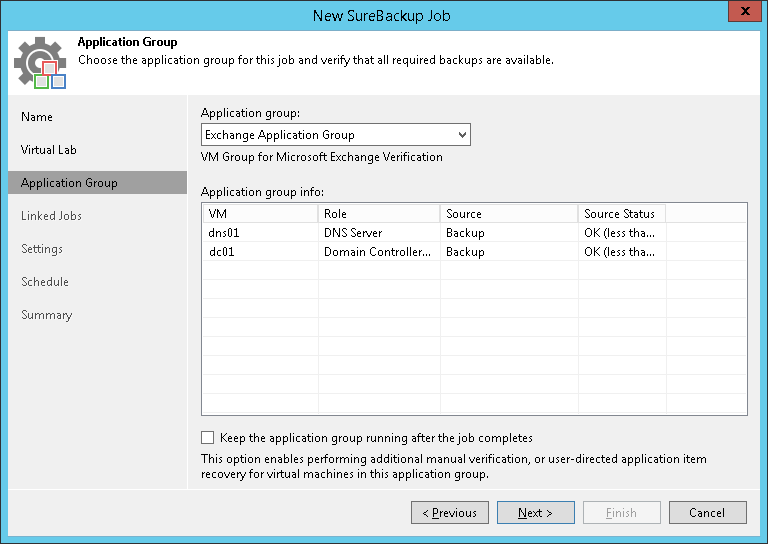 New SureBackup Job
X
Application Group
Choose the application group for this job and verify that all required backups are available.
Name
Virtual Lab
Application Group
Linked Jobs
Settings
Schedule
Summary
Application group:
Exchange Application Group
VM Group for Microsoft Exchange Verification
Application group info:
VM Role Source Source Status
dns01 DNS Server Backup OK (less tha...
dc01 Domain Controller... Backup OK (less tha...
Keep the application group running after the job completes
This option enables performing additional manual verification, or user-directed application item
recovery for virtual machines in this application group.
< Previous Next > Finish Cancel